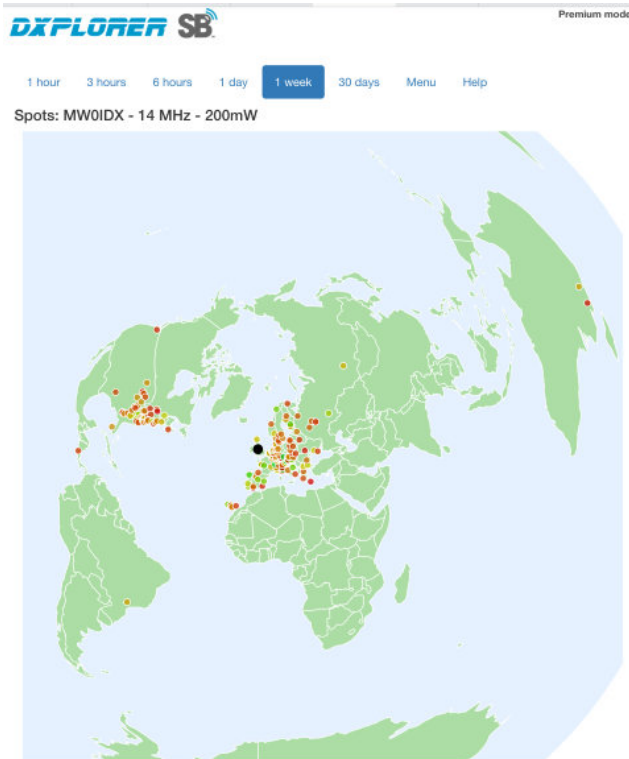 Premium mode
DXPLORER SB
1 hour 3 hours 6 hours 1 day 1 week 30 days Menu Help
Spots: MW0IDX - 14 MHz - 200mW